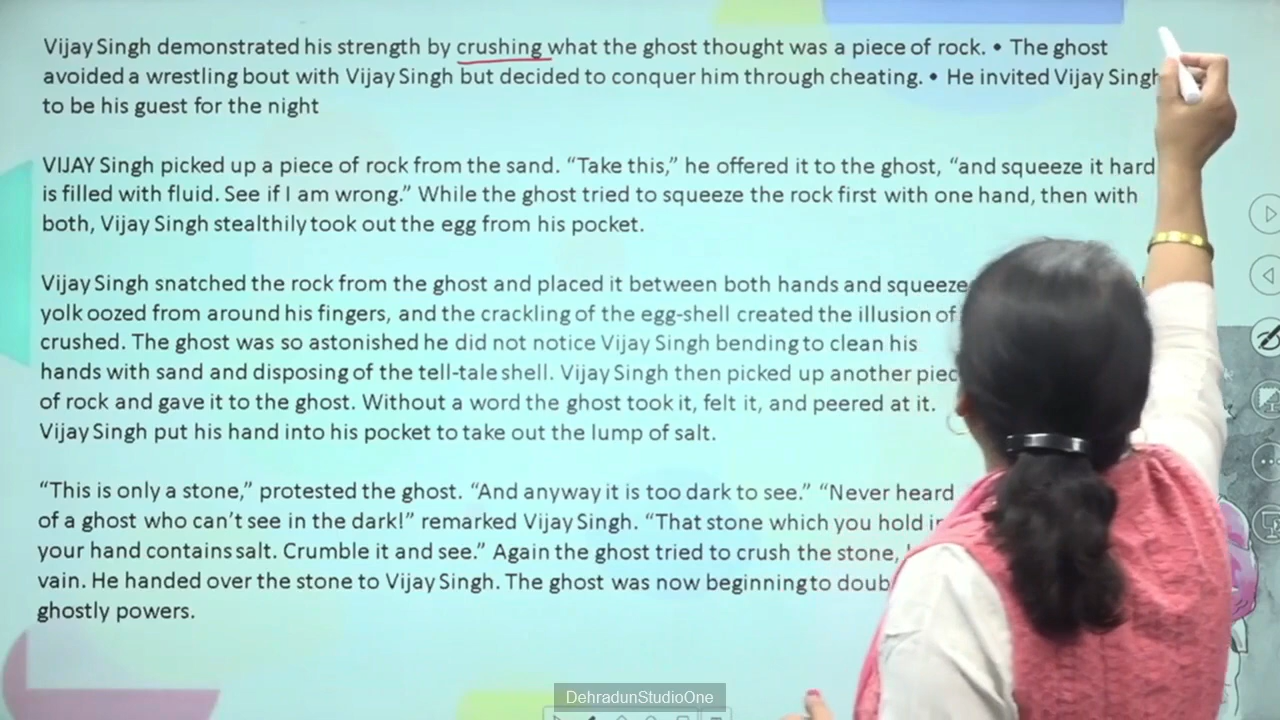 Vijay Singh demonstrated his strength by crushing what the ghost thought was a piece of rock. • The ghost
avoided a wrestling bout with Vijay Singh but decided to conquer him through cheating. • He invited Vijay Singh
to be his guest for the night
VIJAY Singh picked up a piece of rock from the sand. “Take this,” he offered it to the ghost, “and squeeze it hard
is filled with fluid. See if I am wrong.” While the ghost tried to squeeze the rock first with one hand, then with
both, Vijay Singh stealthily took out the egg from his pocket.
Vijay Singh snatched the rock from the ghost and placed it between both hands and squeeze
yolk oozed from around his fingers, and the crackling of the egg-shell created the illusion of
crushed. The ghost was so astonished he did not notice Vijay Singh bending to clean his
hands with sand and disposing of the tell-tale shell. Vijay Singh then picked up another piec
of rock and gave it to the ghost. Without a word the ghost took it, felt it, and peered at it.
Vijay Singh put his hand into his pocket to take out the lump of salt.
“This is only a stone,” protested the ghost. “And anyway it is too dark to see.” “Never heard
of a ghost who can’t see in the dark!” remarked Vijay Singh. “That stone which you hold in
your hand contains salt. Crumble it and see.” Again the ghost tried to crush the stone,
vain. He handed over the stone to Vijay Singh. The ghost was now beginning to doub
ghostly powers.
DehradunStudioOne